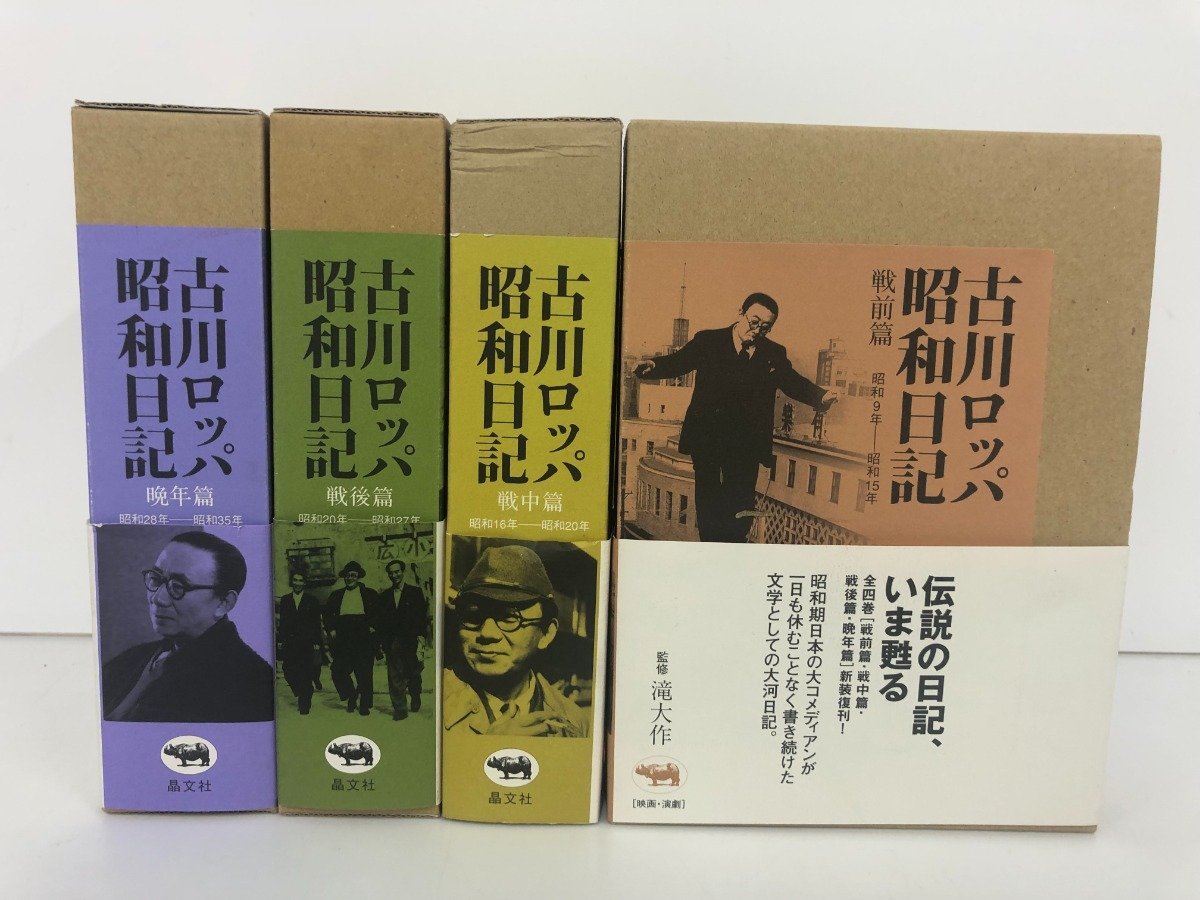 古川ロッパ
昭和日記
晩年篇
昭和28年――昭和35年
晶文社
古川ロッパ
昭和日記
戦後篇
昭和20年――昭和27年
晶文社
古川ロッパ
昭和日記
戦中篇
昭和16年――昭和20年
晶文社
古川ロッパ
昭和日記
戦前篇
昭和9年――昭和15年
伝説の日記、
いま甦る
全四巻［戦前篇・戦中篇・
戦後篇・晩年篇］新装復刊！
昭和期日本の大コメディアンが
一日も休むことなく書き続けた
文学としての大河日記。
監修 滝大作
［映画・演劇］